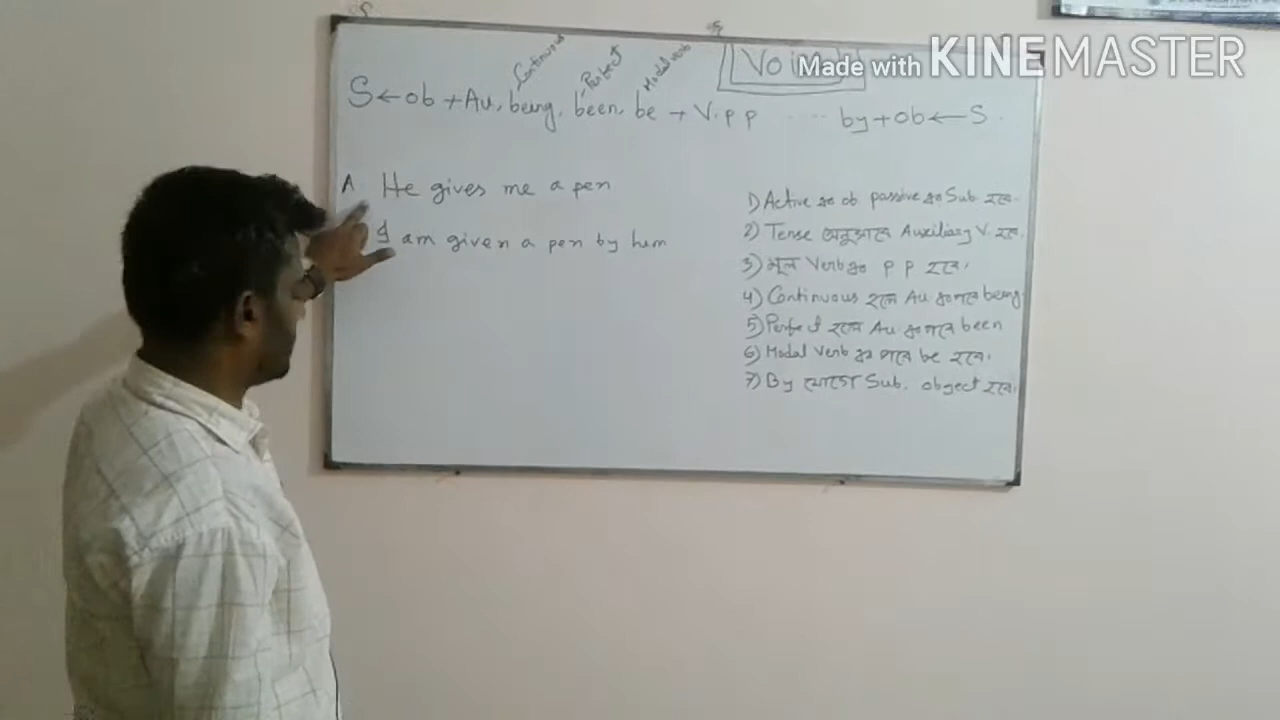 Made with KINEMASTER
Continuous Perfect Modal verb
S←ob + Au, being, been, be → V.pp ..... by+ob←S
A He gives me a pen
I am given a pen by him
1) Active এর ob passive এর Sub হবে.
2) Tense অনুসারে Auxiliary V. হবে.
3) মূল Verb এর P P হবে.
4) Continuous হলে Au এর পরে being
5) Perfect হলে Au এর পরে been
6) Modal Verb এর পরে be হবে.
7) By যোগে Sub. object হবে.